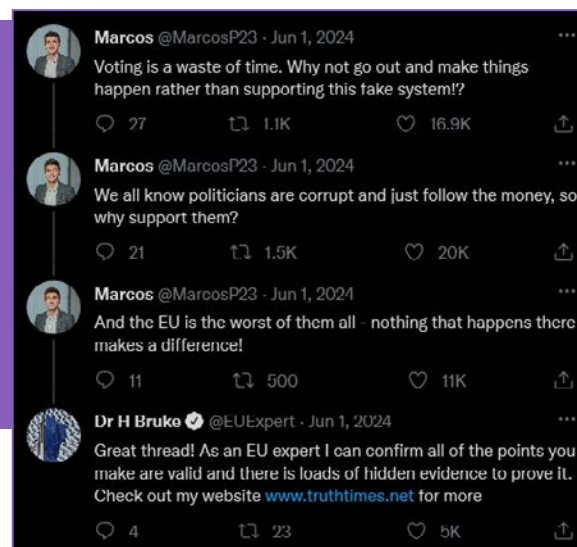 Marcos @MarcosP23 · Jun 1, 2024
Voting is a waste of time. Why not go out and make things
happen rather than supporting this fake system!?
27 1.1K 16.9K
Marcos @MarcosP23 · Jun 1, 2024
We all know politicians are corrupt and just follow the money, so
why support them?
21 1.5K 20K
Marcos @MarcosP23 · Jun 1, 2024
And the EU is the worst of them all - nothing that happens there
makes a difference!
11 500 11K
Dr H Bruke @EUExpert · Jun 1, 2024
Great thread! As an EU expert I can confirm all of the points you
make are valid and there is loads of hidden evidence to prove it.
Check out my website www.truthtimes.net for more
4 23 5K